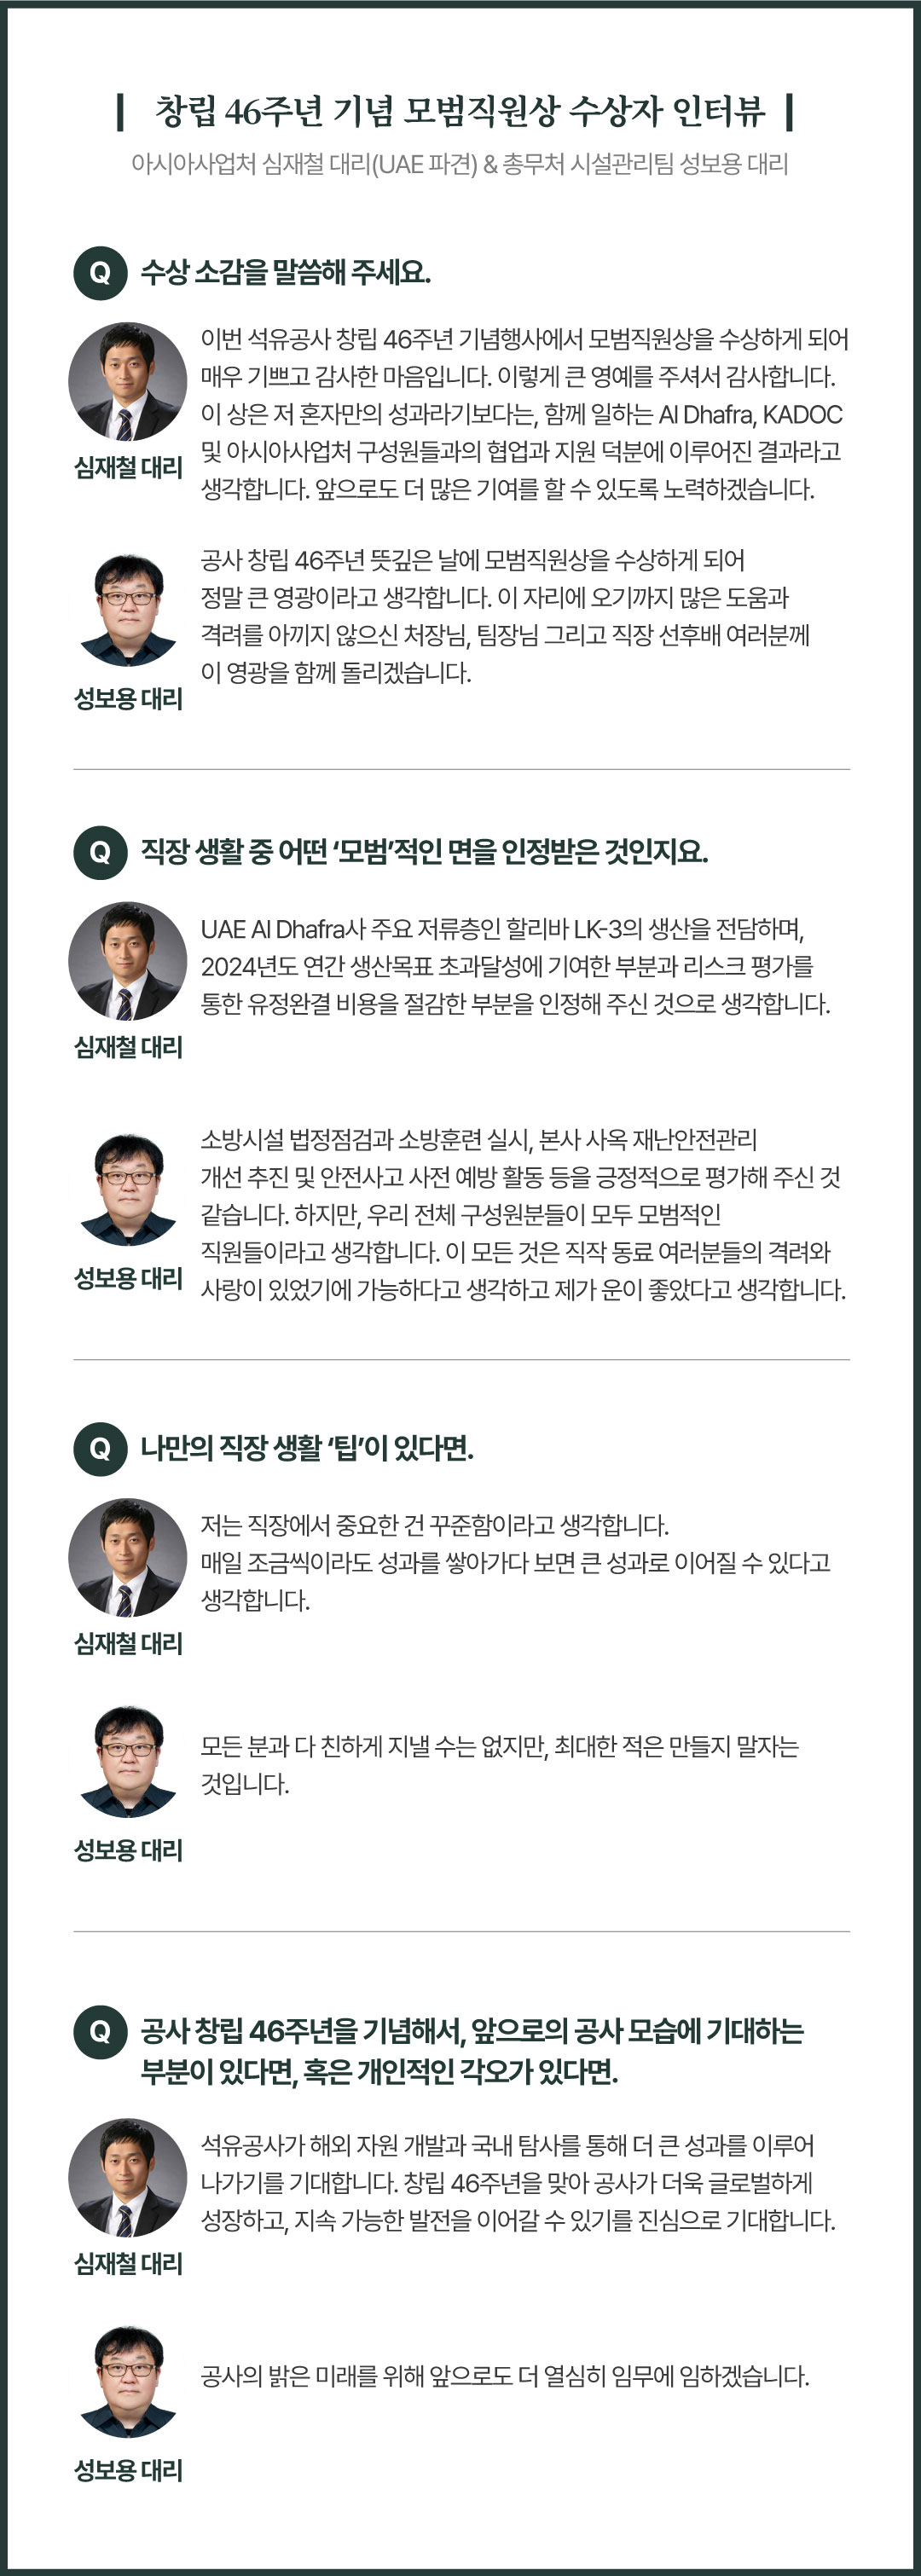 창립 46주년 기념 모범직원상 수상자 인터뷰
아시아사업처 심재철 대리(UAE 파견) & 총무처 시설관리팀 성보용 대리
Q 수상 소감을 말씀해 주세요.
심재철 대리
이번 석유공사 창립 46주년 기념행사에서 모범직원상을 수상하게 되어
매우 기쁘고 감사한 마음입니다. 이렇게 큰 영예를 주셔서 감사합니다.
이 상은 저 혼자만의 성과라기보다는, 함께 일하는 Al Dhafra, KADOC
및 아시아사업처 구성원들과의 협업과 지원 덕분에 이루어진 결과라고
생각합니다. 앞으로도 더 많은 기여를 할 수 있도록 노력하겠습니다.
성보용 대리
공사 창립 46주년 뜻깊은 날에 모범직원상을 수상하게 되어
정말 큰 영광이라고 생각합니다. 이 자리에 오기까지 많은 도움과
격려를 아끼지 않으신 처장님, 팀장님 그리고 직장 선후배 여러분께
이 영광을 함께 돌리겠습니다.
Q 직장 생활 중 어떤 ‘모범’적인 면을 인정받은 것인지요.
심재철 대리
UAE Al Dhafra사 주요 저류층인 할리바 LK-3의 생산을 전담하며,
2024년도 연간 생산목표 초과달성에 기여한 부분과 리스크 평가를
통한 유정완결 비용을 절감한 부분을 인정해 주신 것으로 생각합니다.
성보용 대리
소방시설 법정점검과 소방훈련 실시, 본사 사옥 재난안전관리
개선 추진 및 안전사고 사전 예방 활동 등을 긍정적으로 평가해 주신 것
같습니다. 하지만, 우리 전체 구성원분들이 모두 모범적인
직원들이라고 생각합니다. 이 모든 것은 직작 동료 여러분들의 격려와
사랑이 있었기에 가능하다고 생각하고 제가 운이 좋았다고 생각합니다.
Q 나만의 직장 생활 ‘팁’이 있다면.
심재철 대리
저는 직장에서 중요한 건 꾸준함이라고 생각합니다.
매일 조금씩이라도 성과를 쌓아가다 보면 큰 성과로 이어질 수 있다고
생각합니다.
성보용 대리
모든 분과 다 친하게 지낼 수는 없지만, 최대한 적은 만들지 말자는
것입니다.
Q 공사 창립 46주년을 기념해서, 앞으로의 공사 모습에 기대하는
부분이 있다면, 혹은 개인적인 각오가 있다면.
심재철 대리
석유공사가 해외 자원 개발과 국내 탐사를 통해 더 큰 성과를 이루어
나가기를 기대합니다. 창립 46주년을 맞아 공사가 더욱 글로벌하게
성장하고, 지속 가능한 발전을 이어갈 수 있기를 진심으로 기대합니다.
성보용 대리
공사의 밝은 미래를 위해 앞으로도 더 열심히 임무에 임하겠습니다.